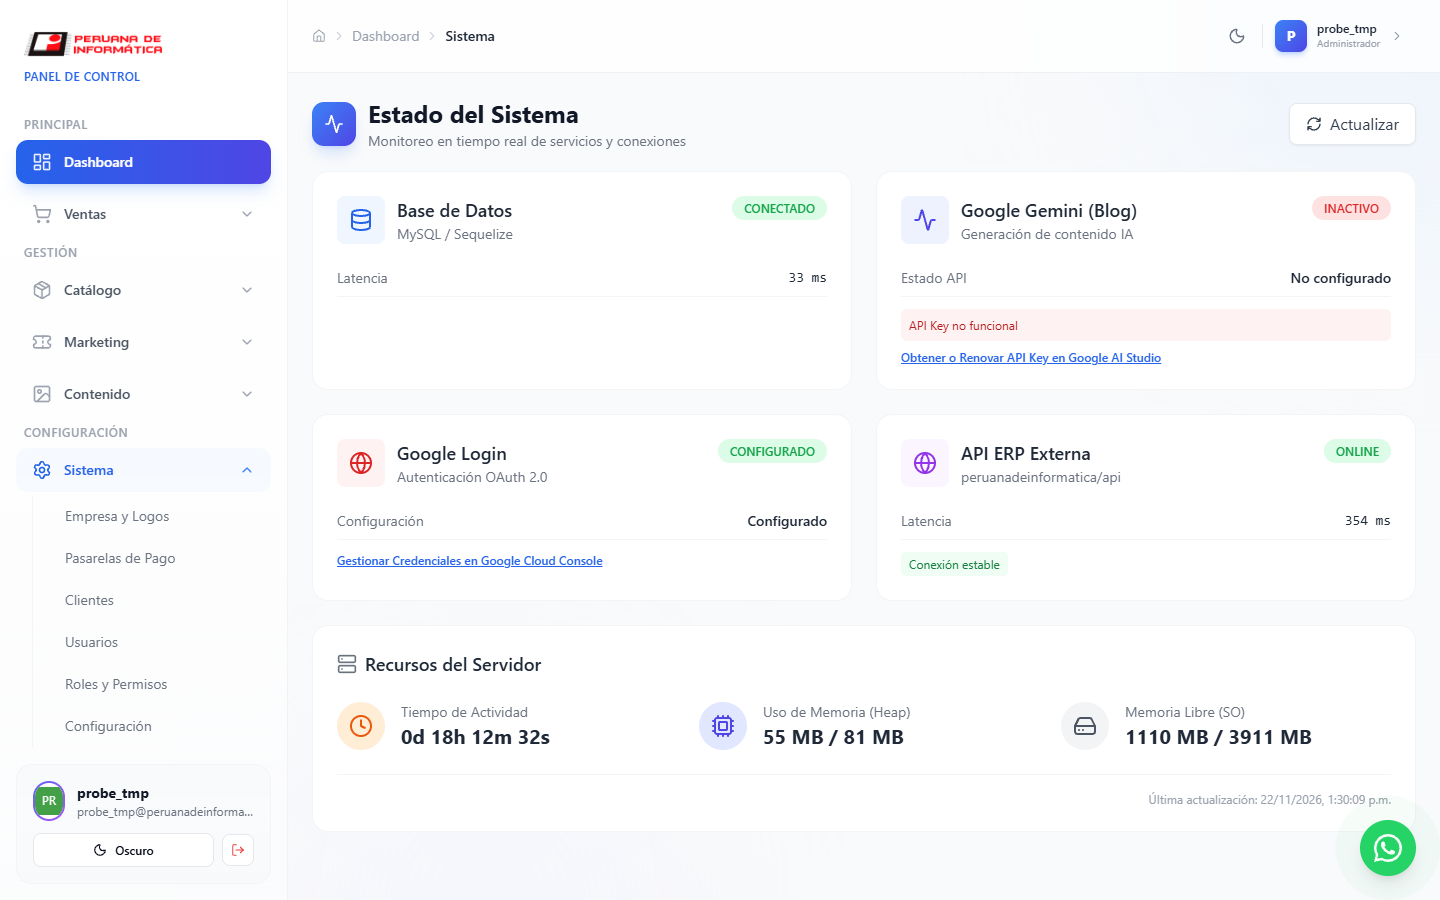 PERUANA DE
INFORMÁTICA
PANEL DE CONTROL
PRINCIPAL
Dashboard
Ventas
GESTIÓN
Catálogo
Marketing
Contenido
CONFIGURACIÓN
Sistema
Empresa y Logos
Pasarelas de Pago
Clientes
Usuarios
Roles y Permisos
Configuración
PR
probe_tmp
probe_tmp@peruanadeinforma...
Oscuro
Dashboard
Sistema
P
probe_tmp
Administrador
Estado del Sistema
Monitoreo en tiempo real de servicios y conexiones
Actualizar
Base de Datos
MySQL / Sequelize
CONECTADO
Latencia
33 ms
Google Gemini (Blog)
Generación de contenido IA
INACTIVO
Estado API
No configurado
API Key no funcional
Obtener o Renovar API Key en Google AI Studio
Google Login
Autenticación OAuth 2.0
CONFIGURADO
Configuración
Configurado
Gestionar Credenciales en Google Cloud Console
API ERP Externa
peruanadeinformatica/api
ONLINE
Latencia
354 ms
Conexión estable
Recursos del Servidor
Tiempo de Actividad
0d 18h 12m 32s
Uso de Memoria (Heap)
55 MB / 81 MB
Memoria Libre (SO)
1110 MB / 3911 MB
Última actualización: 22/11/2026, 1:30:09 p.m.